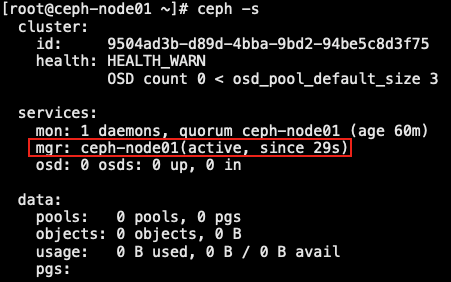 [root@ceph-node01 ~]# ceph -s
  cluster:
    id:     9504ad3b-d89d-4bba-9bd2-94be5c8d3f75
    health: HEALTH_WARN
            OSD count 0 < osd_pool_default_size 3

  services:
    mon: 1 daemons, quorum ceph-node01 (age 60m)
    mgr: ceph-node01(active, since 29s)
    osd: 0 osds: 0 up, 0 in

  data:
    pools:   0 pools, 0 pgs
    objects: 0 objects, 0 B
    usage:   0 B used, 0 B / 0 B avail
    pgs: